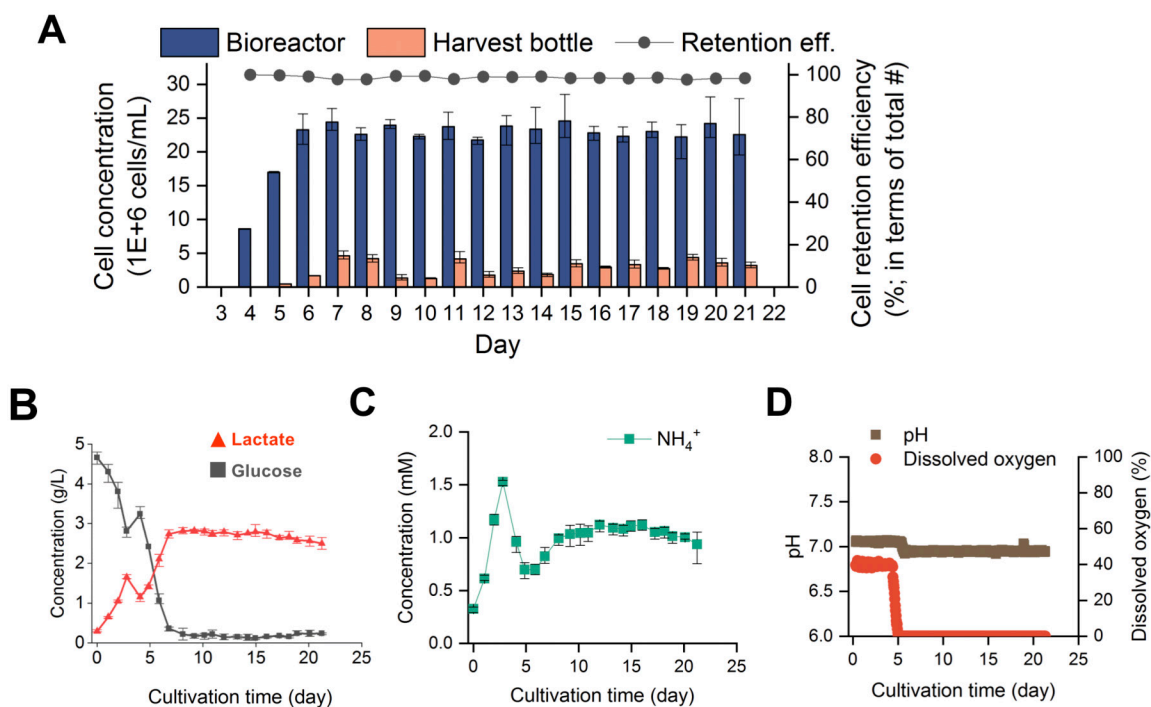 A
Bioreactor Harvest bottle Retention eff.
Cell concentration
(1E+6 cells/mL)
30
25
20
15
10
5
0
100
80
60
40
20
0
Cell retention efficiency
(%; in terms of total #)
3 4 5 6 7 8 9 10 11 12 13 14 15 16 17 18 19 20 21 22
Day
B
Lactate
Glucose
Concentration (g/L)
5
4
3
2
1
0
0 5 10 15 20 25
Cultivation time (day)
C
NH₄⁺
Concentration (mM)
2.0
1.5
1.0
0.5
0.0
0 5 10 15 20 25
Cultivation time (day)
D
pH
Dissolved oxygen
pH
8.0
7.5
7.0
6.5
6.0
100
80
60
40
20
0
Dissolved oxygen (%)
0 5 10 15 20 25
Cultivation time (day)